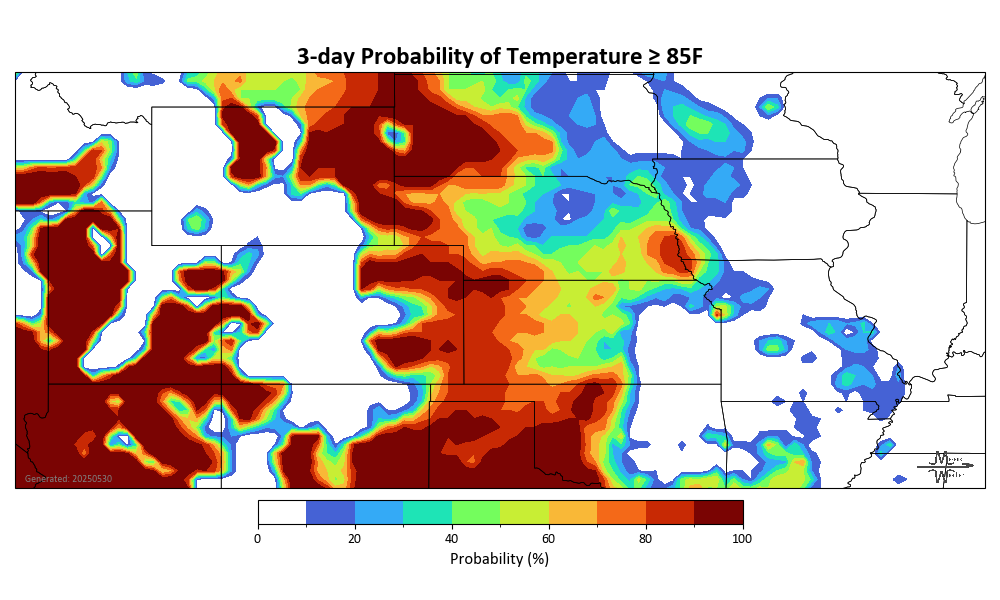 3-day Probability of Temperature ≥ 85F
Generated: 20250530
0 20 40 60 80 100
Probability (%)